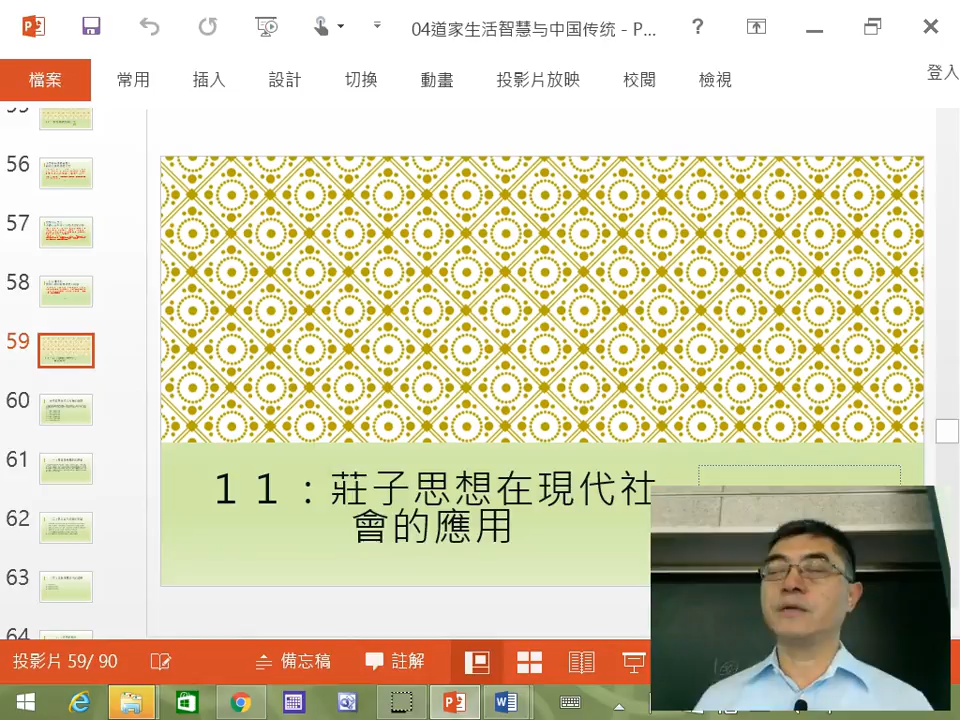 04道家生活智慧与中国传统 - P...
?
檔案
常用
插入
設計
切換
動畫
投影片放映
校閱
檢視
登入
55
56
57
58
59
60
61
62
63
64
11：莊子思想在現代社
會的應用
投影片 59/ 90
備忘稿
註解